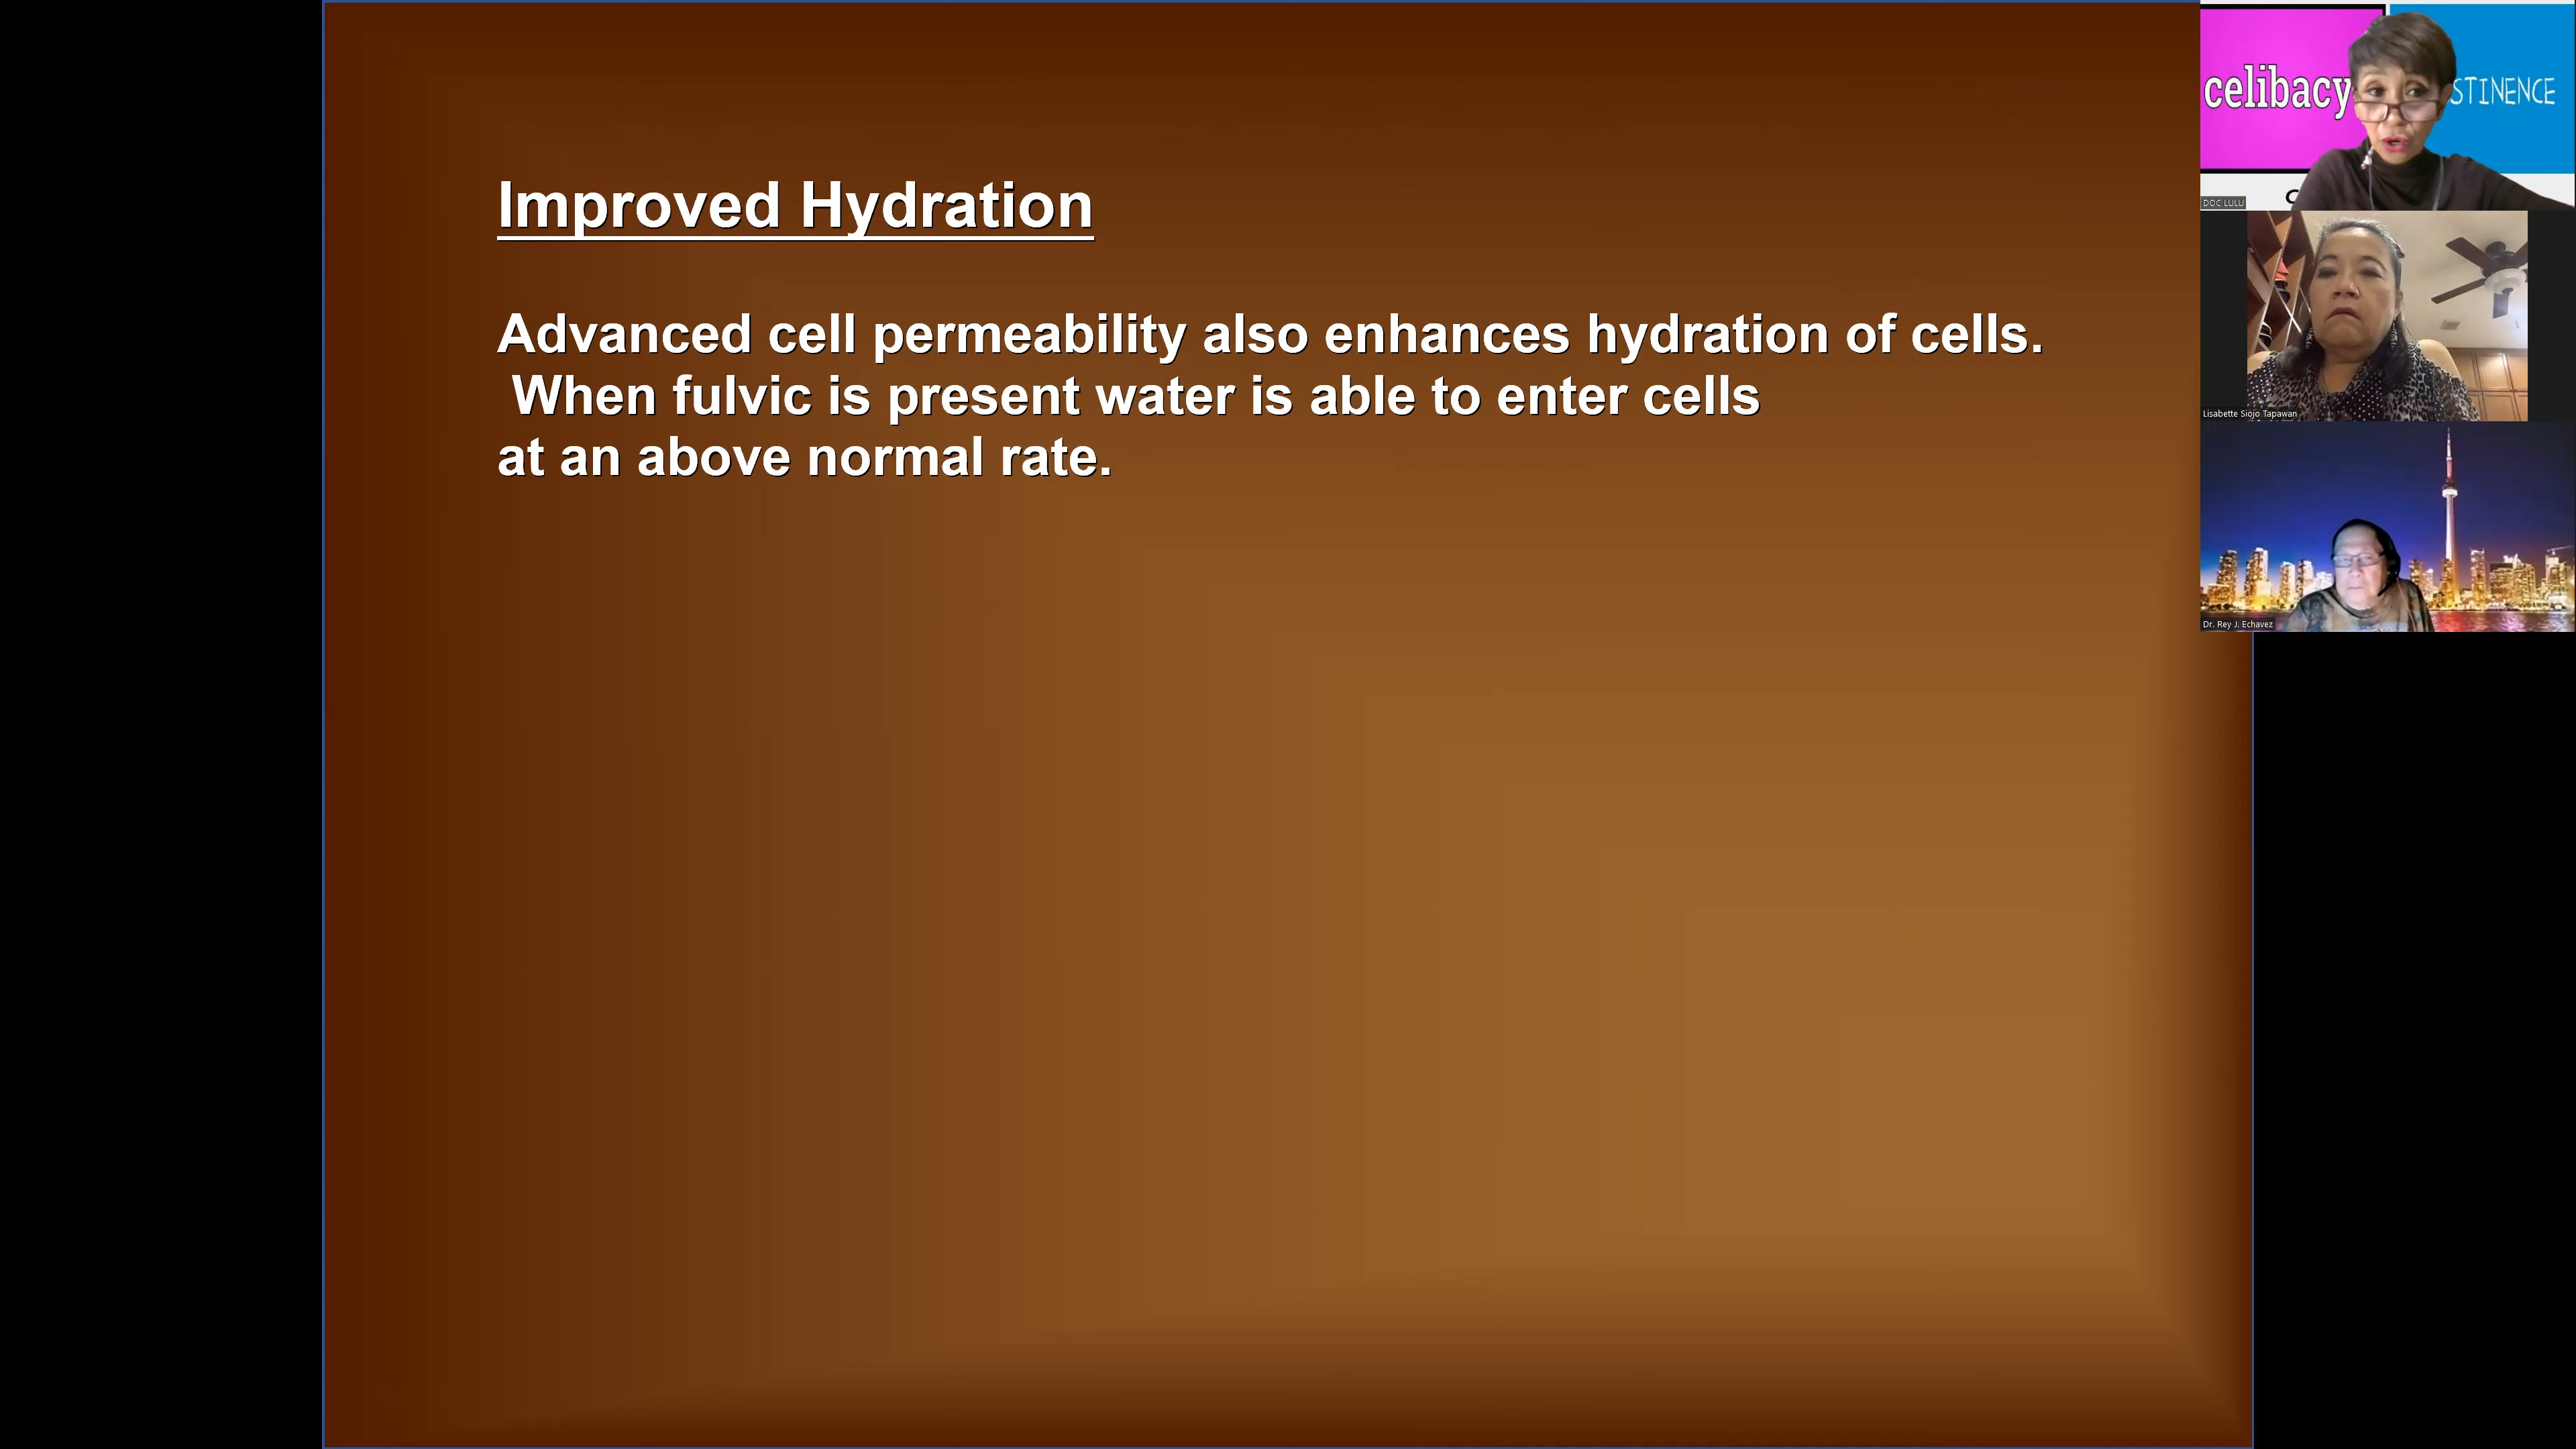 Improved Hydration
Advanced cell permeability also enhances hydration of cells.
When fulvic is present water is able to enter cells
at an above normal rate.
celibacy
STINENCE
DOC LULU
Lisabette Siojo Tapawan
Dr. Rey J. Echavez